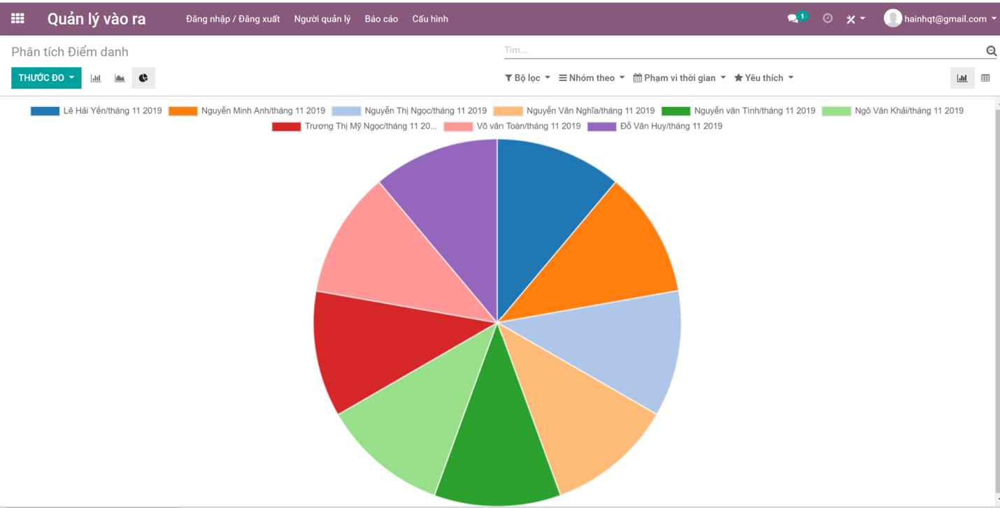 Quản lý vào ra Đăng nhập / Đăng xuất Người quản lý Báo cáo Cấu hình 1 hainhqt@gmail.com
Phân tích Điểm danh Tìm...
THƯỚC ĐO Bộ lọc Nhóm theo Phạm vi thời gian Yêu thích
Lê Hải Yến/tháng 11 2019 Nguyễn Minh Anh/tháng 11 2019 Nguyễn Thị Ngọc/tháng 11 2019 Nguyễn Văn Nghĩa/tháng 11 2019 Nguyễn văn Tình/tháng 11 2019 Ngô Văn Khải/tháng 11 2019
Trương Thị Mỹ Ngọc/tháng 11 20... Võ văn Toàn/tháng 11 2019 Đỗ Văn Huy/tháng 11 2019